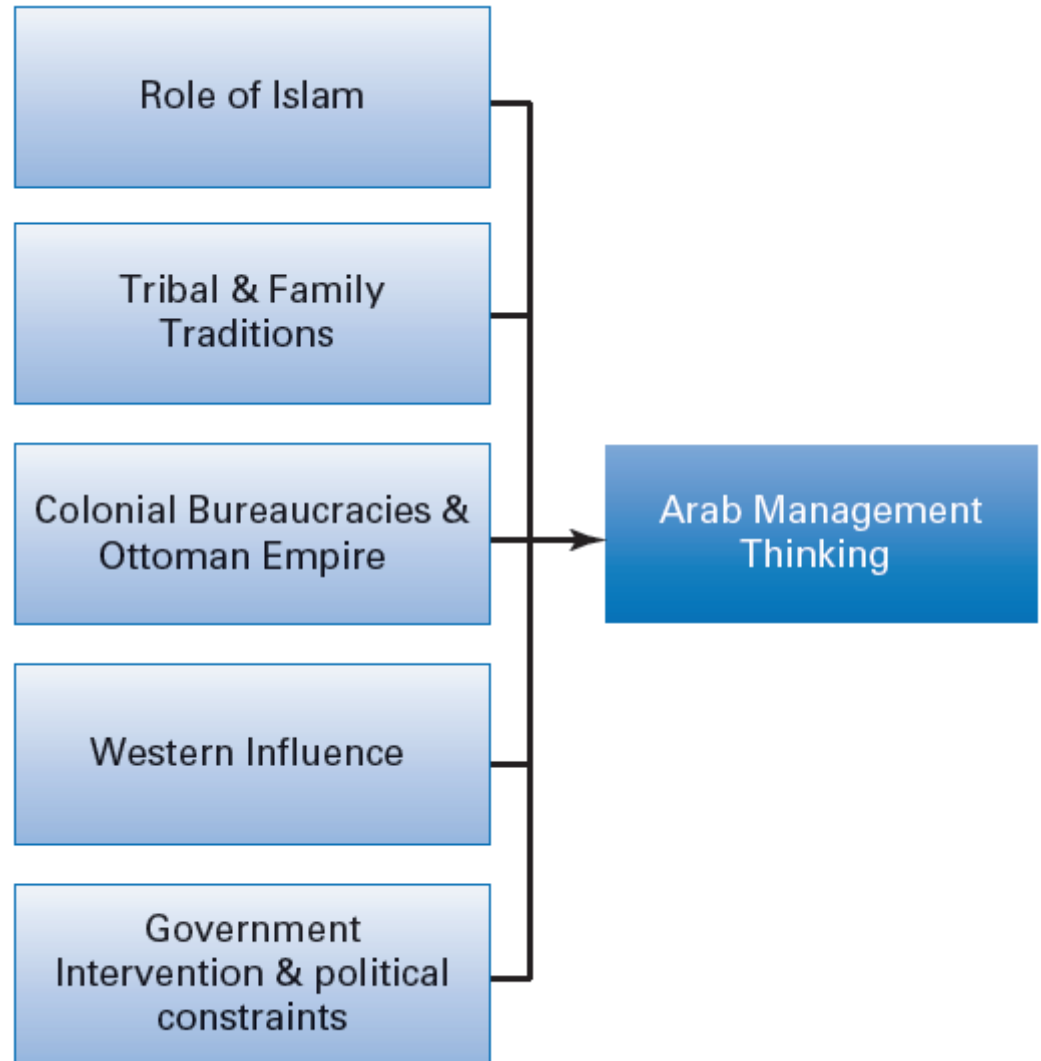 Role of Islam
Tribal & Family
Traditions
Colonial Bureaucracies &
Ottoman Empire
Western Influence
Government
Intervention & political
constraints
Arab Management
Thinking